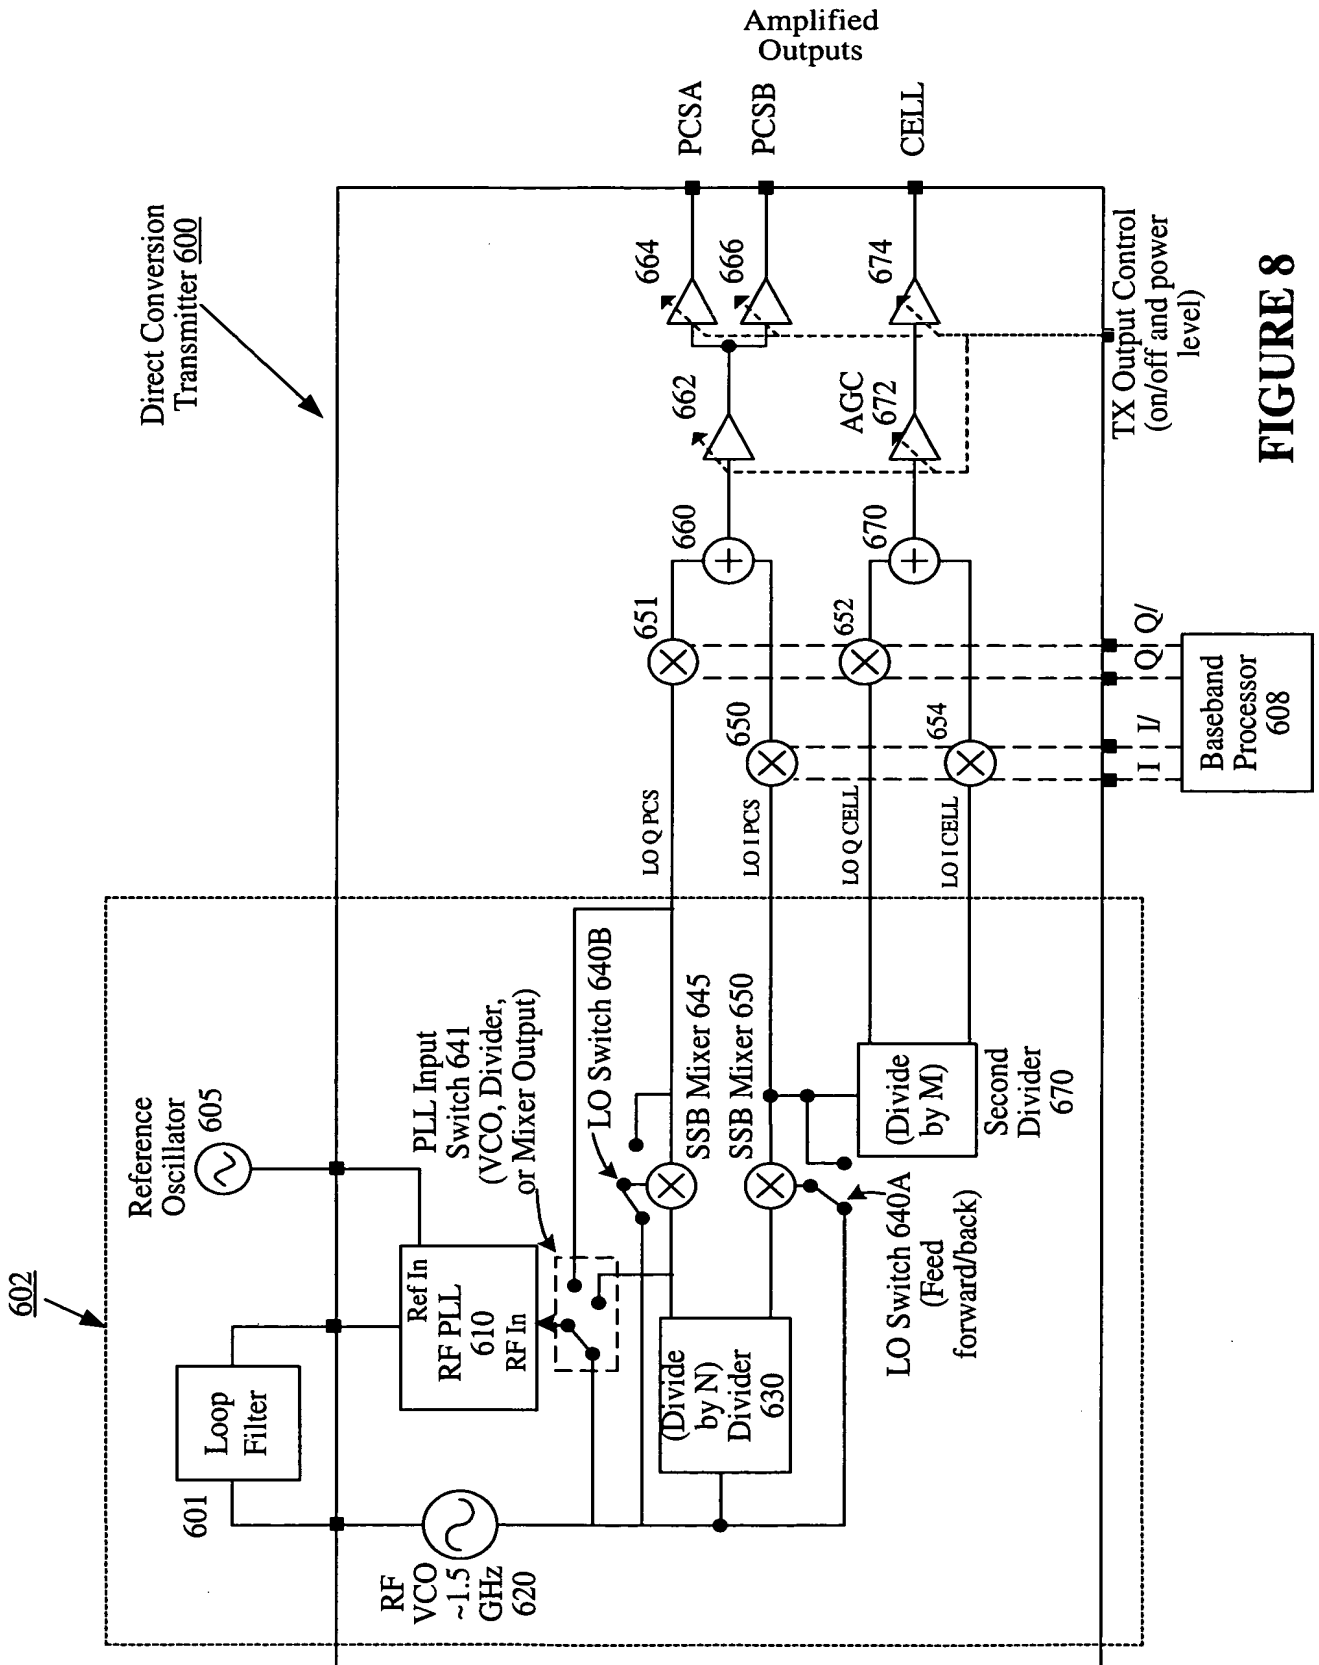 Direct Conversion
Transmitter 600
602
Reference
Oscillator 605
Loop
Filter
601
RF
VCO
~1.5
GHz
620
Ref In
RF PLL
610
RF In
PLL Input
Switch 641
(VCO, Divider,
or Mixer Output)
LO Switch 640B
(Divide
by N)
Divider
630
SSB Mixer 645
SSB Mixer 650
LO Switch 640A
(Feed
forward/back)
(Divide
by M)
Second
Divider
670
LO Q PCS
LO I PCS
LO Q CELL
LO I CELL
651
650
652
654
660
670
662
AGC
672
664
666
674
PCSA
PCSB
CELL
Amplified
Outputs
I I/ Q Q/
Baseband
Processor
608
TX Output Control
(on/off and power
level)
FIGURE 8